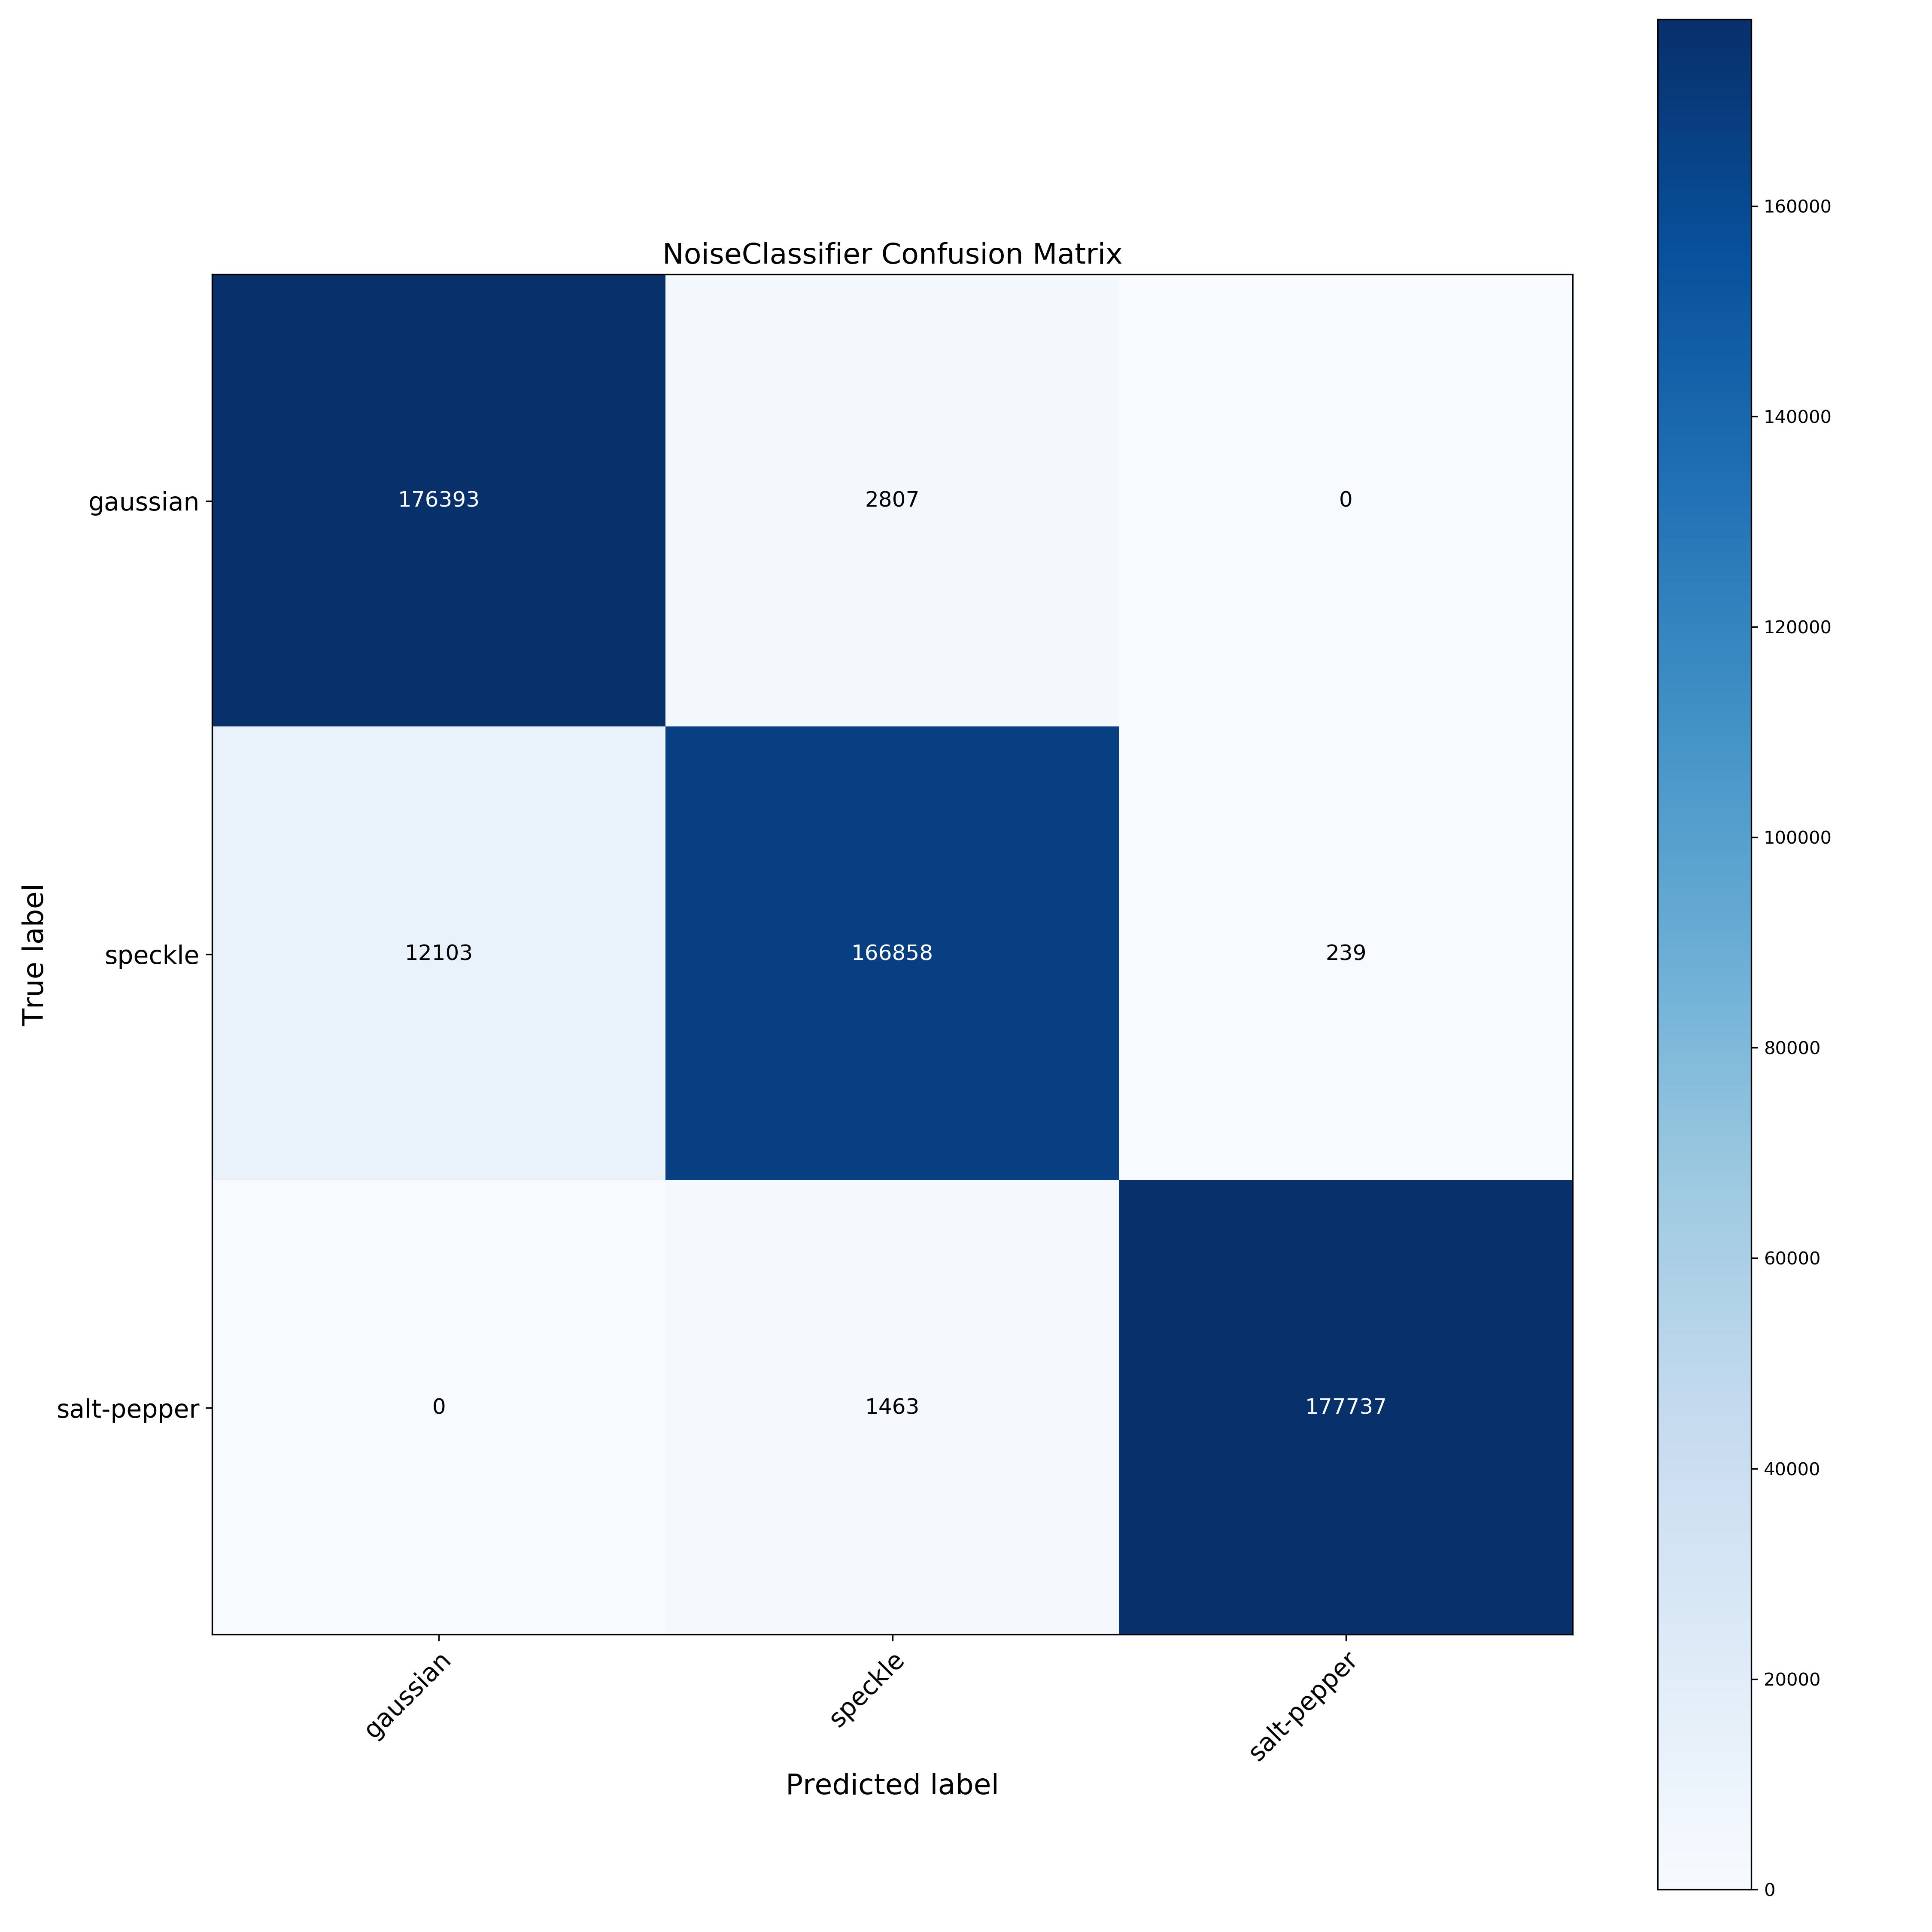 NoiseClassifier Confusion Matrix
160000
140000
120000
100000
80000
60000
40000
20000
0
True label
gaussian
176393 2807 0
speckle
12103 166858 239
salt-pepper
0 1463 177737
gaussian
speckle
salt-pepper
Predicted label